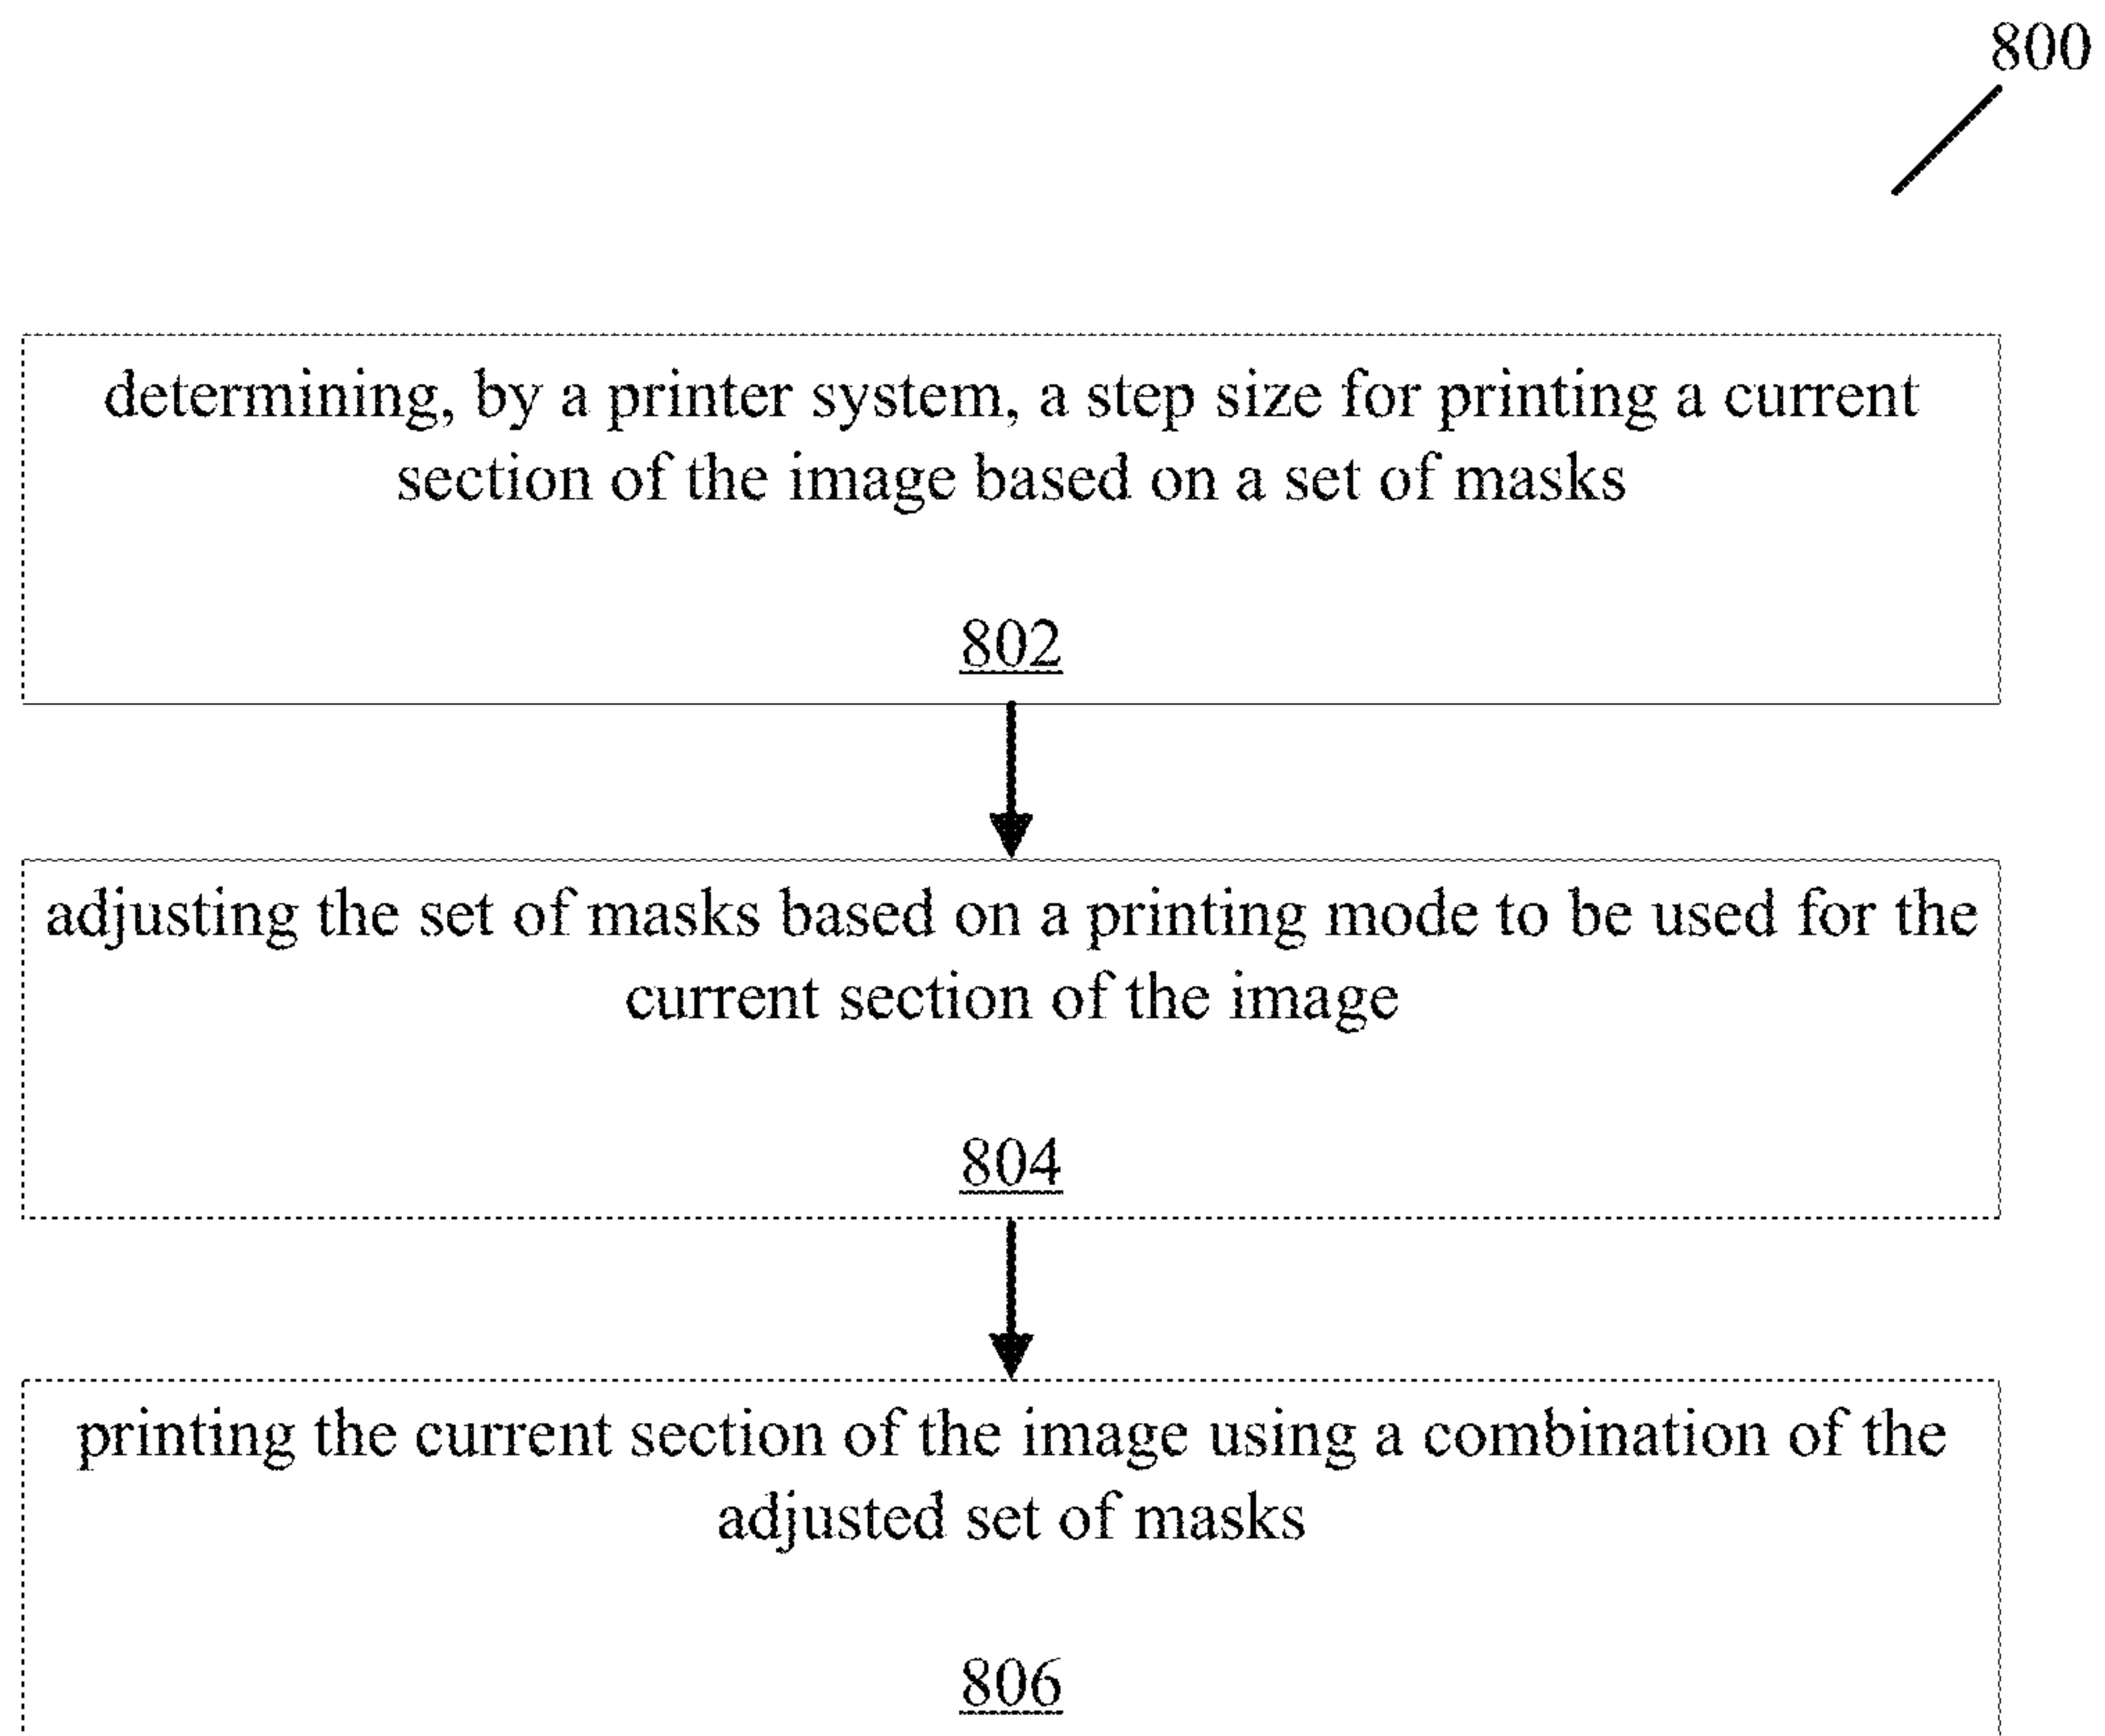 800
determining, by a printer system, a step size for printing a current
section of the image based on a set of masks
802
adjusting the set of masks based on a printing mode to be used for the
current section of the image
804
printing the current section of the image using a combination of the
adjusted set of masks
806